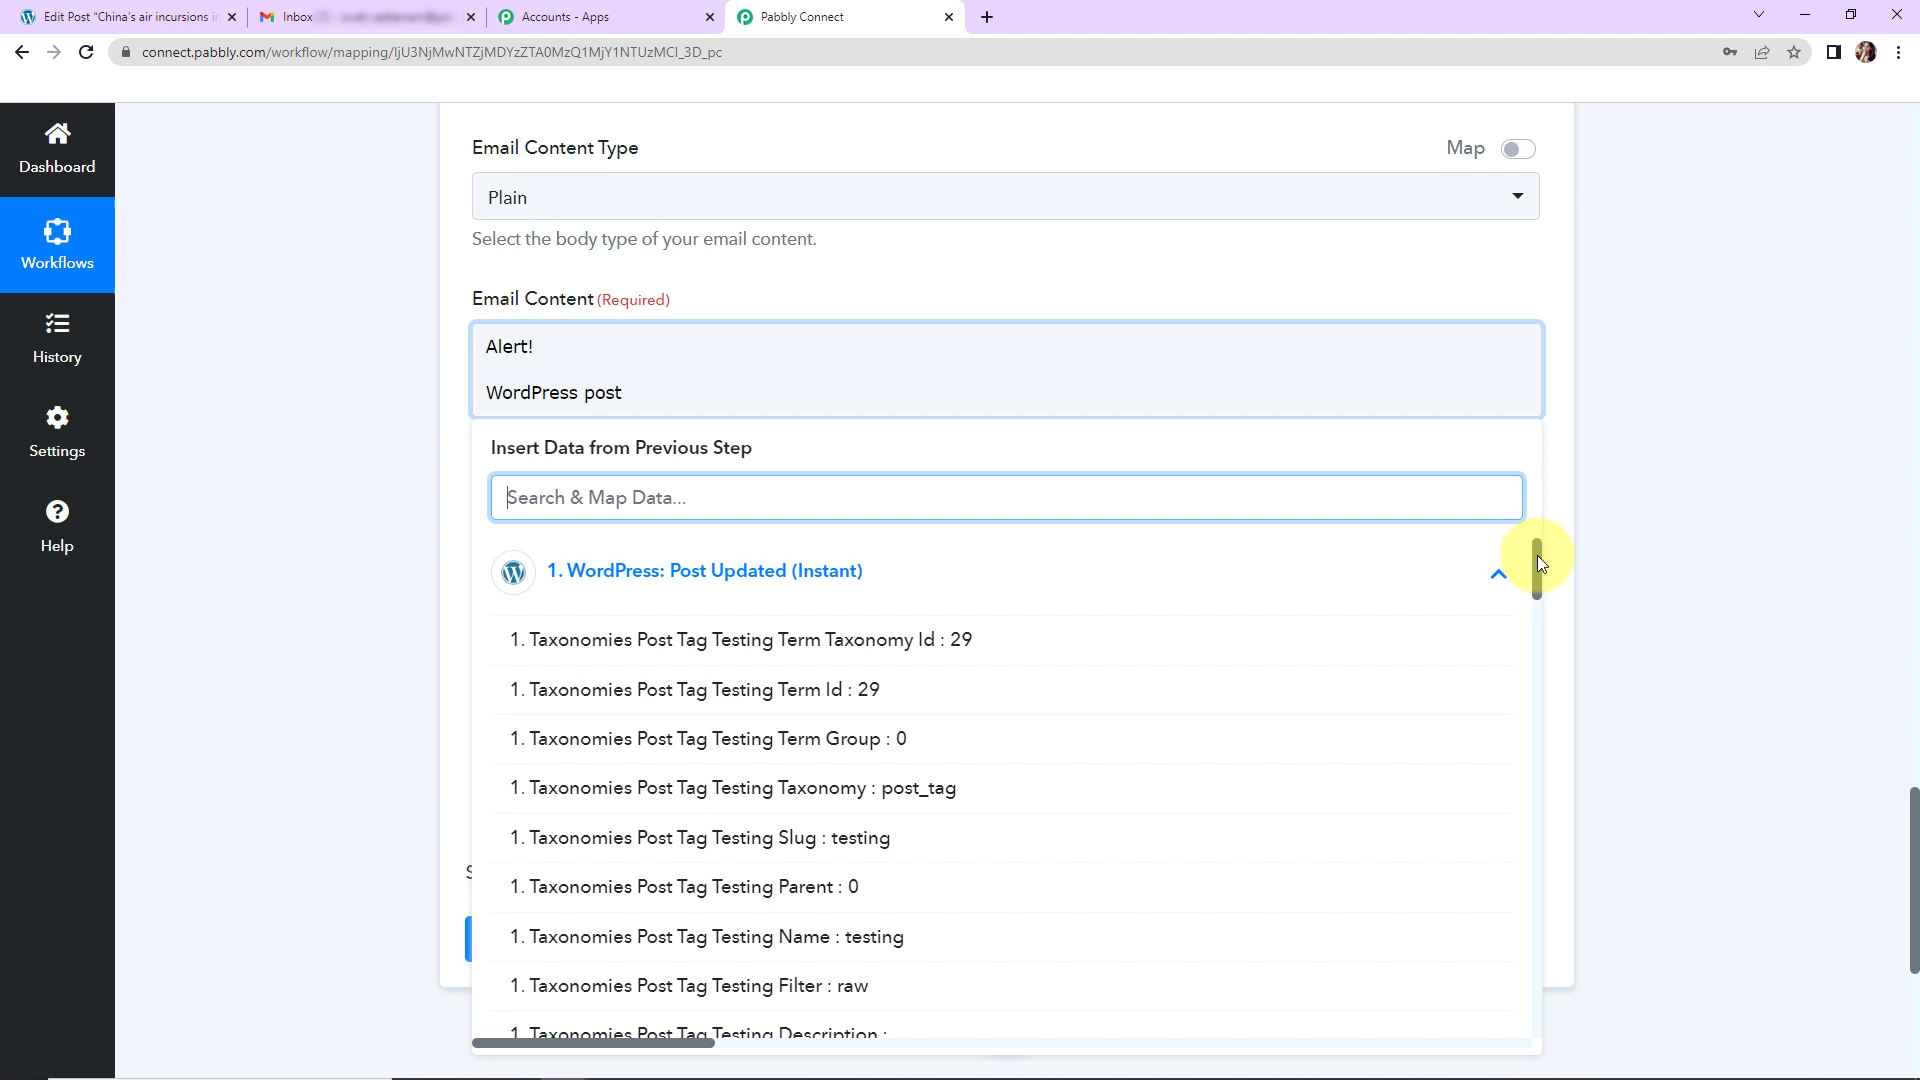 Edit Post "China's air incursions i
Inbox
Accounts - Apps
Pabbly Connect
connect.pabbly.com/workflow/mapping/IjU3NjMwNTZjMDYzZTA0MzQ1MjY1NTUzMCI_3D_pc
Dashboard
Workflows
History
Settings
Help
Email Content Type
Map
Plain
Select the body type of your email content.
Email Content (Required)
Alert!
WordPress post
Insert Data from Previous Step
Search & Map Data...
1. WordPress: Post Updated (Instant)
1. Taxonomies Post Tag Testing Term Taxonomy Id : 29
1. Taxonomies Post Tag Testing Term Id : 29
1. Taxonomies Post Tag Testing Term Group : 0
1. Taxonomies Post Tag Testing Taxonomy : post_tag
1. Taxonomies Post Tag Testing Slug : testing
1. Taxonomies Post Tag Testing Parent : 0
1. Taxonomies Post Tag Testing Name : testing
1. Taxonomies Post Tag Testing Filter : raw
1. Taxonomies Post Tag Testing Description :